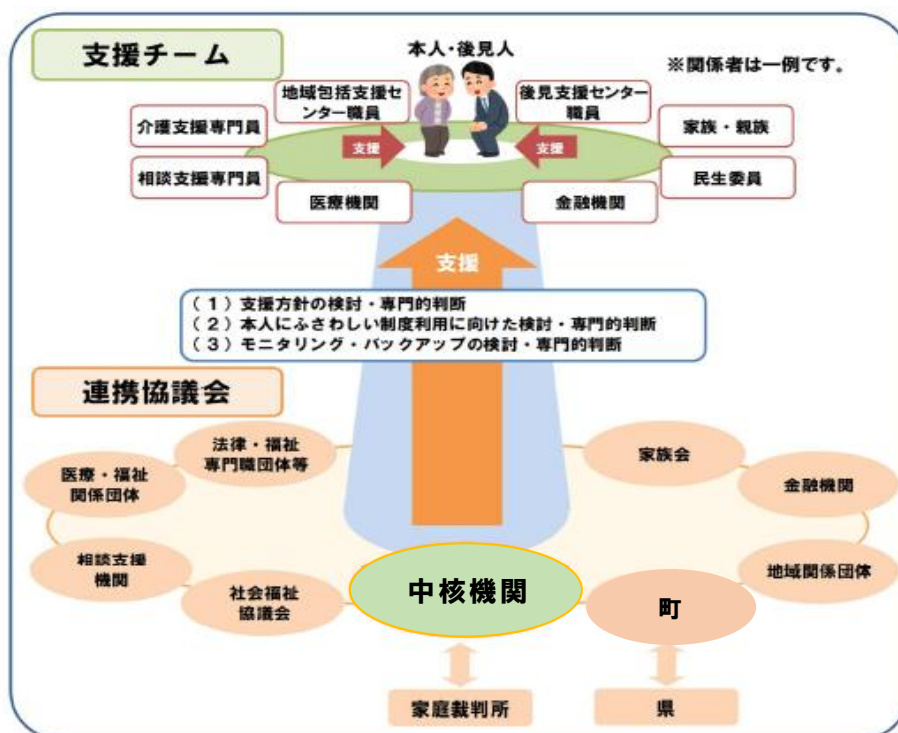 支援チーム
本人・後見人
※関係者は一例です。
地域包括支援セ
ンター職員
後見支援センター
職員
介護支援専門員
家族・親族
支援
支援
相談支援専門員
民生委員
医療機関
金融機関
支援
（１）支援方針の検討・専門的判断
（２）本人にふさわしい制度利用に向けた検討・専門的判断
（３）モニタリング・バックアップの検討・専門的判断
連携協議会
法律・福祉
専門職団体等
家族会
医療・福祉
関係団体
金融機関
相談支援
機関
地域関係団体
社会福祉
協議会
中核機関
町
家庭裁判所
県